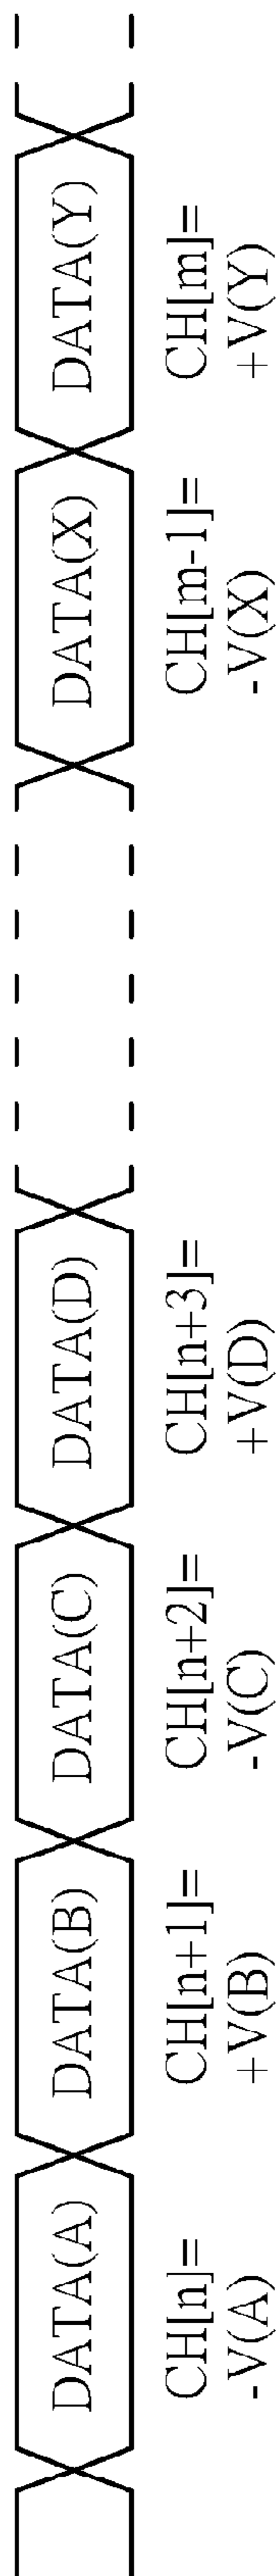 DATA(A)
DATA(B)
DATA(C)
DATA(D)
DATA(X)
DATA(Y)
CH[n]=
-V(A)
CH[n+1]=
+V(B)
CH[n+2]=
-V(C)
CH[n+3]=
+V(D)
CH[m-1]=
-V(X)
CH[m]=
+V(Y)